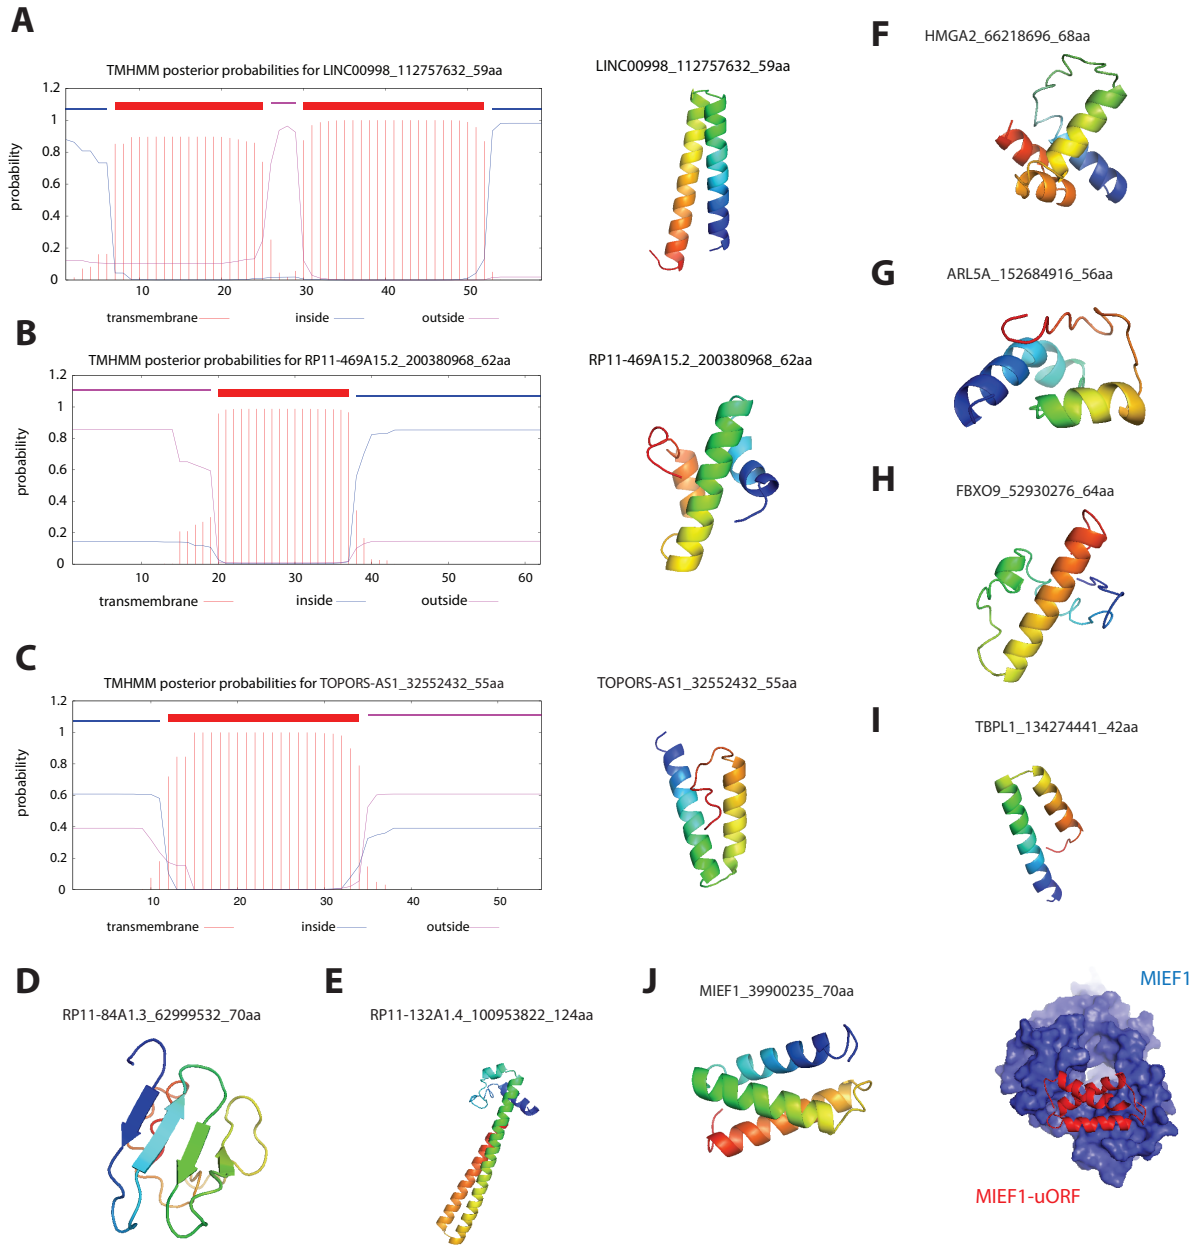 A
TMHMM posterior probabilities for LINC00998_112757632_59aa
1.2
1
0.8
0.6
0.4
0.2
0
probability
10
20
30
40
50
transmembrane
inside
outside
LINC00998_112757632_59aa
B
TMHMM posterior probabilities for RP11-469A15.2_200380968_62aa
1.2
1
0.8
0.6
0.4
0.2
0
probability
10
20
30
40
50
60
transmembrane
inside
outside
RP11-469A15.2_200380968_62aa
C
TMHMM posterior probabilities for TOPORS-AS1_32552432_55aa
1.2
1
0.8
0.6
0.4
0.2
0
probability
10
20
30
40
50
transmembrane
inside
outside
TOPORS-AS1_32552432_55aa
D
RP11-84A1.3_62999532_70aa
E
RP11-132A1.4_100953822_124aa
F
HMGA2_66218696_68aa
G
ARL5A_152684916_56aa
H
FBXO9_52930276_64aa
I
TBPL1_134274441_42aa
J
MIEF1_39900235_70aa
MIEF1
MIEF1-uORF